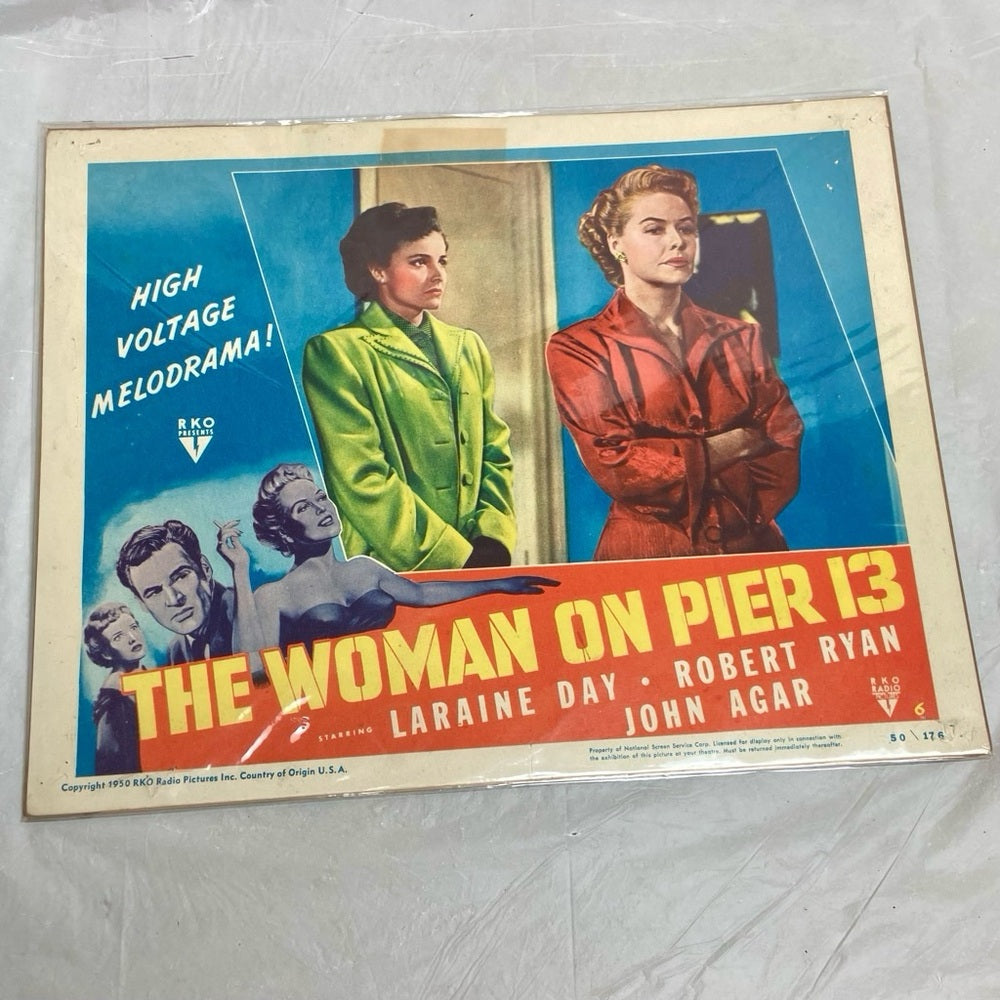 HIGH
VOLTAGE
MELODRAMA!
RKO
PRESENTS
THE WOMAN ON PIER 13
STARRING LARAINE DAY • ROBERT RYAN
JOHN AGAR
RKO
RADIO
PICTURES
6
Copyright 1950 RKO Radio Pictures Inc. Country of Origin U.S.A.
Property of National Screen Service Corp. Licensed for display only in connection with
the exhibition of this picture at your theatre. Must be returned immediately thereafter.
50 \ 176